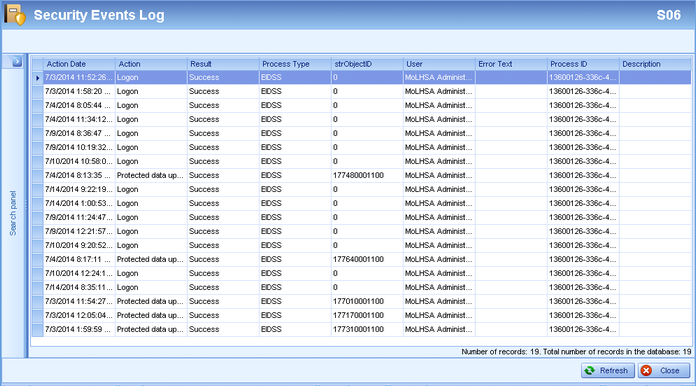 Security Events Log S06
Action Date Action Result Process Type strObjectID User Error Text Process ID Description
7/3/2014 11:52:26... Logon Success EIDSS 0 MoLHSA Administ... 13600126-336c-4...
7/3/2014 1:58:20 ... Logon Success EIDSS 0 MoLHSA Administ... 13600126-336c-4...
7/4/2014 8:05:44 ... Logon Success EIDSS 0 MoLHSA Administ... 13600126-336c-4...
7/4/2014 11:34:12... Logon Success EIDSS 0 MoLHSA Administ... 13600126-336c-4...
7/9/2014 8:36:47 ... Logon Success EIDSS 0 MoLHSA Administ... 13600126-336c-4...
7/9/2014 10:19:32... Logon Success EIDSS 0 MoLHSA Administ... 13600126-336c-4...
7/10/2014 10:58:0... Logon Success EIDSS 0 MoLHSA Administ... 13600126-336c-4...
7/4/2014 8:13:35 ... Protected data up... Success EIDSS 177480001100 MoLHSA Administ... 13600126-336c-4...
7/14/2014 9:22:19... Logon Success EIDSS 0 MoLHSA Administ... 13600126-336c-4...
7/14/2014 1:00:53... Logon Success EIDSS 0 MoLHSA Administ... 13600126-336c-4...
7/9/2014 11:24:47... Logon Success EIDSS 0 MoLHSA Administ... 13600126-336c-4...
7/9/2014 12:21:57... Logon Success EIDSS 0 MoLHSA Administ... 13600126-336c-4...
7/10/2014 9:20:52... Logon Success EIDSS 0 MoLHSA Administ... 13600126-336c-4...
7/4/2014 8:17:11 ... Protected data up... Success EIDSS 177640001100 MoLHSA Administ... 13600126-336c-4...
7/10/2014 12:24:1... Logon Success EIDSS 0 MoLHSA Administ... 13600126-336c-4...
7/14/2014 8:35:11... Logon Success EIDSS 0 MoLHSA Administ... 13600126-336c-4...
7/3/2014 11:54:27... Protected data up... Success EIDSS 177010001100 MoLHSA Administ... 13600126-336c-4...
7/3/2014 12:05:04... Protected data up... Success EIDSS 177170001100 MoLHSA Administ... 13600126-336c-4...
7/3/2014 1:59:59 ... Protected data up... Success EIDSS 177310001100 MoLHSA Administ... 13600126-336c-4...
Search panel
Number of records: 19. Total number of records in the database: 19
Refresh Close